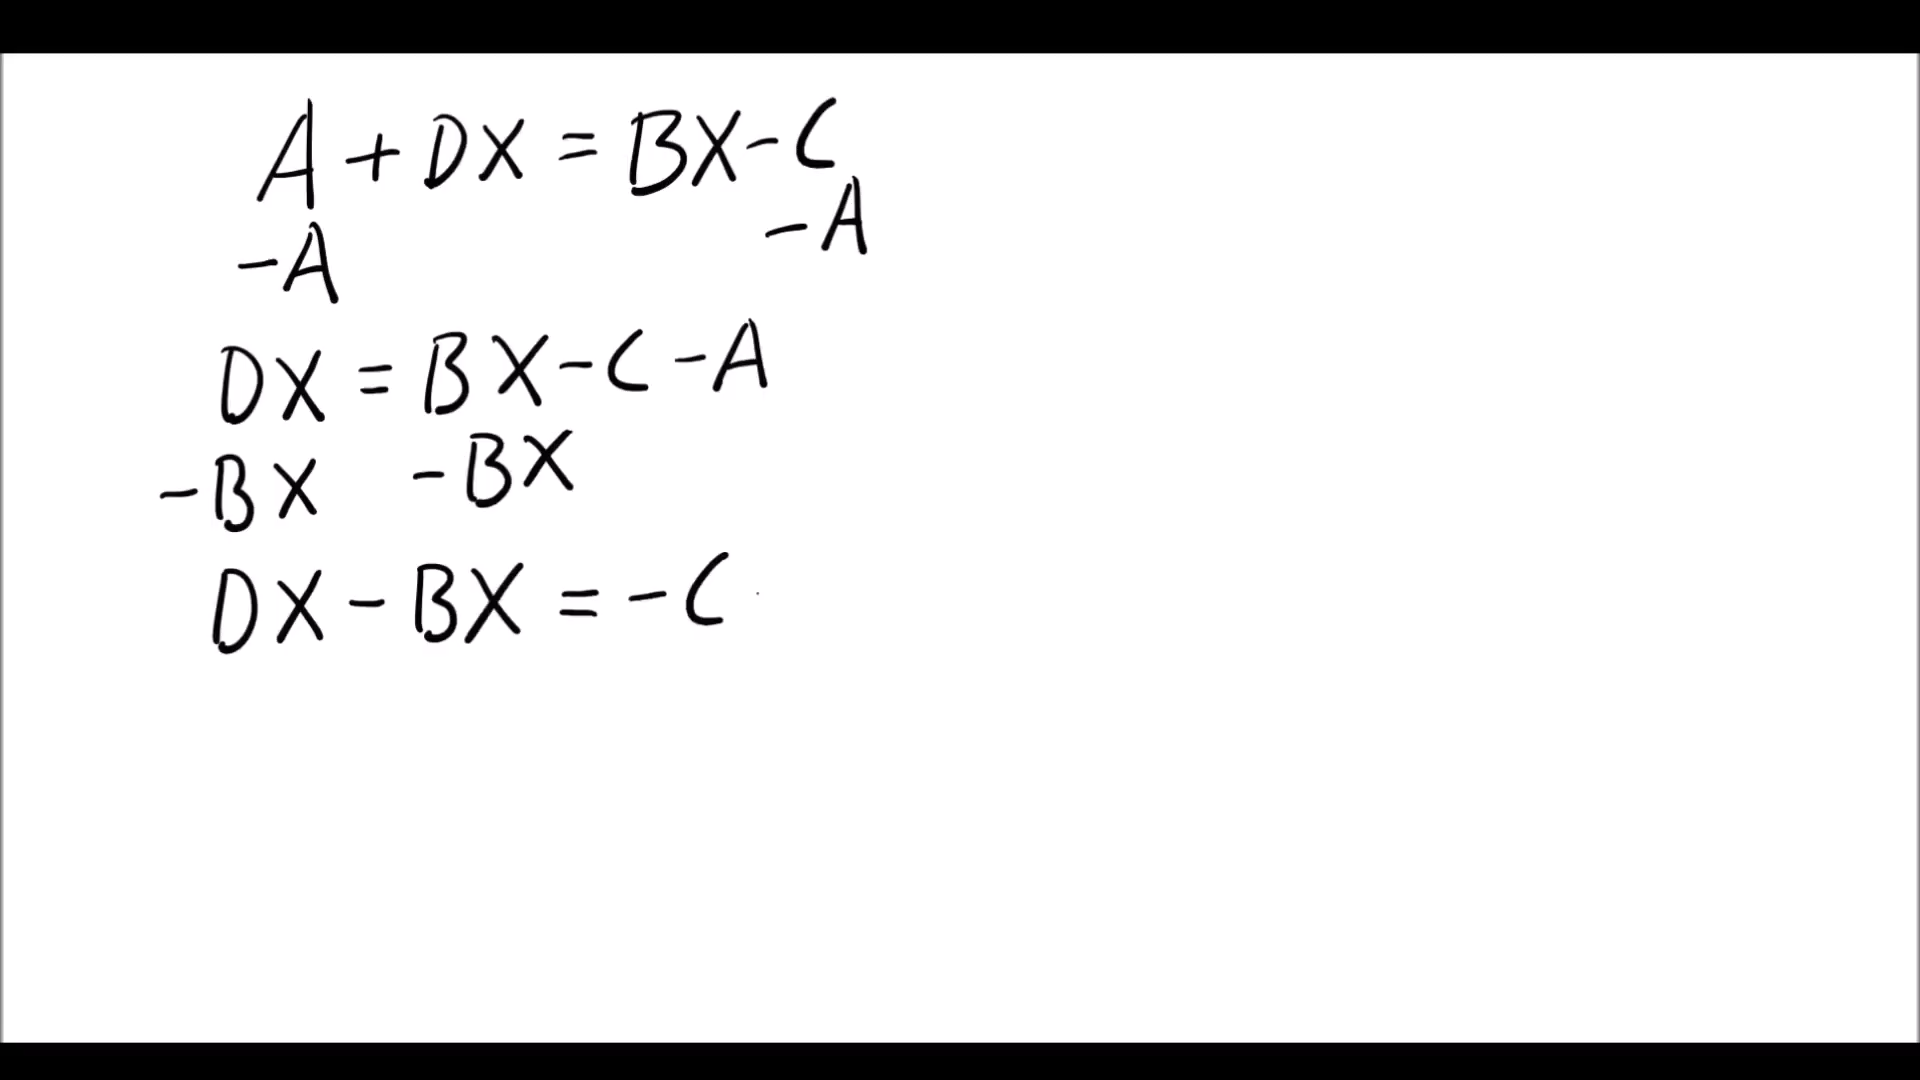 A + DX = BX - C
-A - A
DX = BX - C - A
-BX -BX
DX - BX = -C